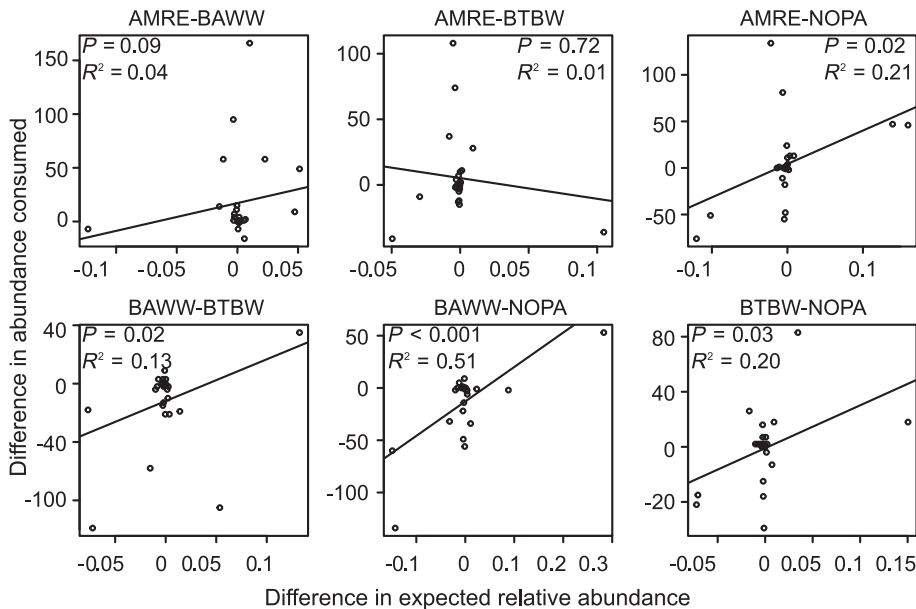 AMRE-BAWW
AMRE-BTBW
AMRE-NOPA
P = 0.09
R² = 0.04
P = 0.72
R² = 0.01
P = 0.02
R² = 0.21
150
100
50
0
100
50
0
100
50
0
-50
-0.1
-0.05
0
0.05
-0.05
0
0.05
0.1
-0.1
0
0.1
Difference in abundance consumed
BAWW-BTBW
BAWW-NOPA
BTBW-NOPA
P = 0.02
R² = 0.13
P < 0.001
R² = 0.51
P = 0.03
R² = 0.20
40
0
-40
-100
50
0
-50
-100
80
40
0
-20
-0.05
0
0.05
0.1
-0.1
0
0.1
0.2
0.3
-0.05
0
0.05
0.1
0.15
Difference in expected relative abundance